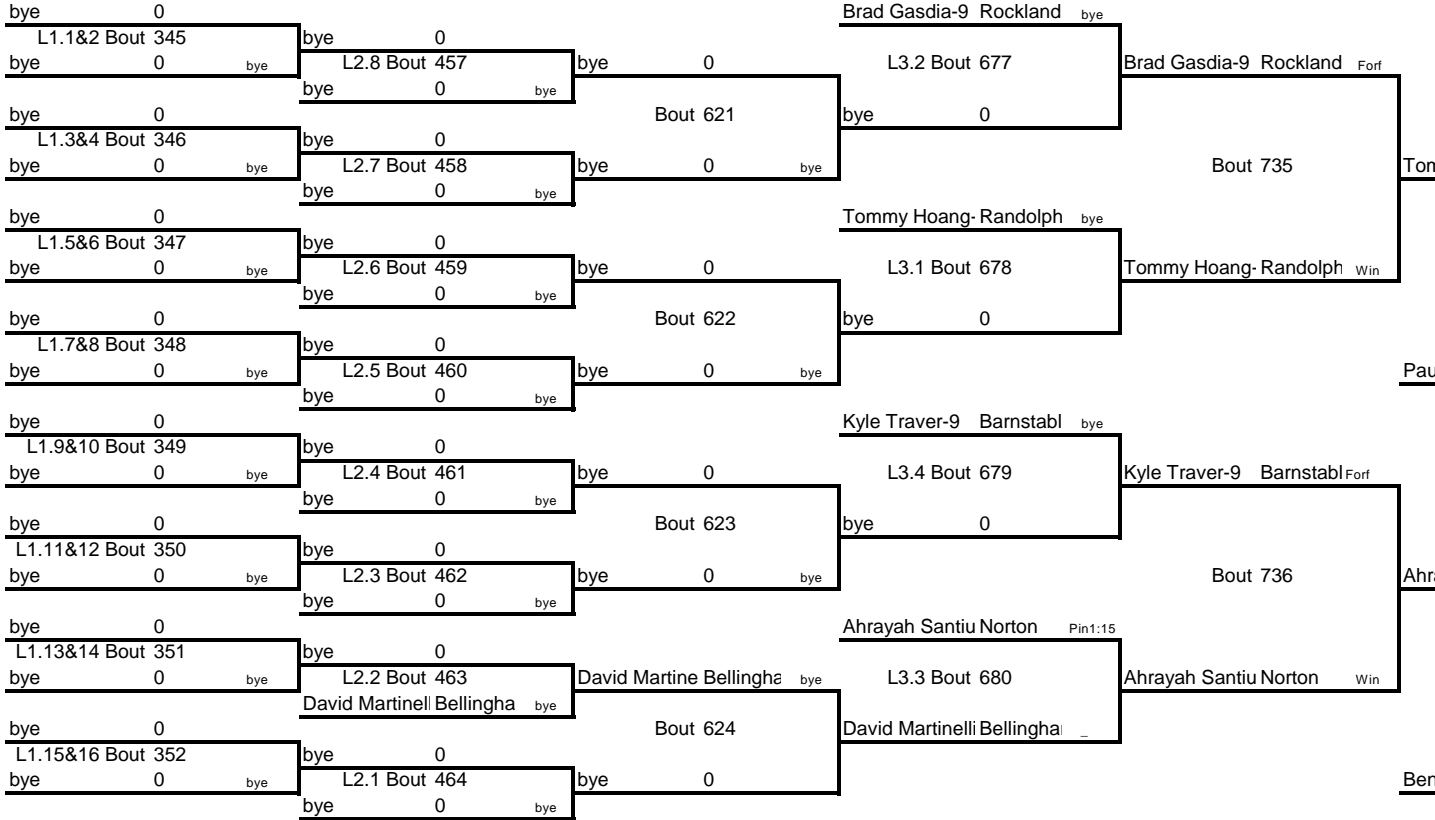 bye 0 Brad Gasdia-9 Rockland bye
L1.1&2 Bout 345 bye 0
bye 0 bye L2.8 Bout 457 bye 0 L3.2 Bout 677 Brad Gasdia-9 Rockland Forf
bye 0 bye
bye 0 Bout 621 bye 0
L1.3&4 Bout 346 bye 0
bye 0 bye L2.7 Bout 458 bye 0 bye Bout 735 Tom
bye 0 bye
bye 0 Tommy Hoang- Randolph bye
L1.5&6 Bout 347 bye 0
bye 0 bye L2.6 Bout 459 bye 0 L3.1 Bout 678 Tommy Hoang- Randolph Win
bye 0 bye
bye 0 Bout 622 bye 0
L1.7&8 Bout 348 bye 0
bye 0 bye L2.5 Bout 460 bye 0 bye Pau
bye 0 bye
bye 0 Kyle Traver-9 Barnstabl bye
L1.9&10 Bout 349 bye 0
bye 0 bye L2.4 Bout 461 bye 0 L3.4 Bout 679 Kyle Traver-9 Barnstabl Forf
bye 0 bye
bye 0 Bout 623 bye 0
L1.11&12 Bout 350 bye 0
bye 0 bye L2.3 Bout 462 bye 0 bye Bout 736 Ahra
bye 0 bye
bye 0 Ahrayah Santiu Norton Pin1:15
L1.13&14 Bout 351 bye 0
bye 0 bye L2.2 Bout 463 David Martine Bellingha bye L3.3 Bout 680 Ahrayah Santiu Norton Win
David Martinell Bellingha bye
bye 0 Bout 624 David Martinelli Bellingha _
L1.15&16 Bout 352 bye 0
bye 0 bye L2.1 Bout 464 bye 0 Ben
bye 0 bye